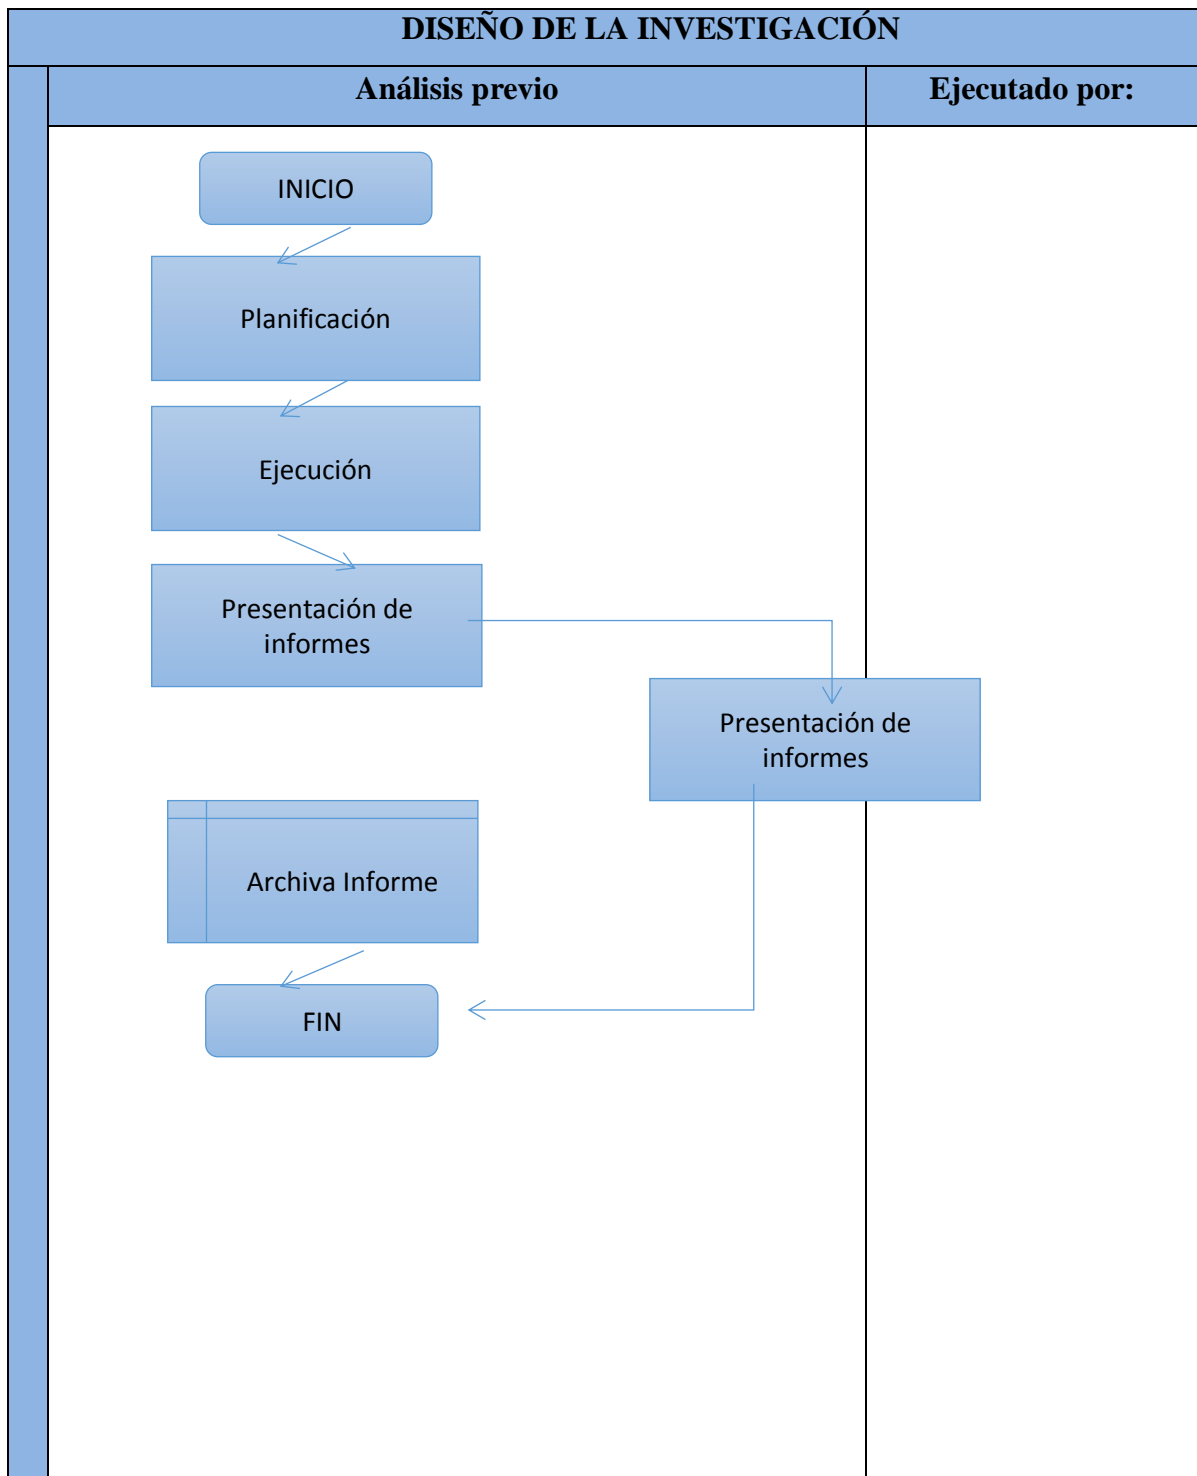 DISEÑO DE LA INVESTIGACIÓN
Análisis previo
Ejecutado por:
INICIO
Planificación
Ejecución
Presentación de
informes
Presentación de
informes
Archiva Informe
FIN